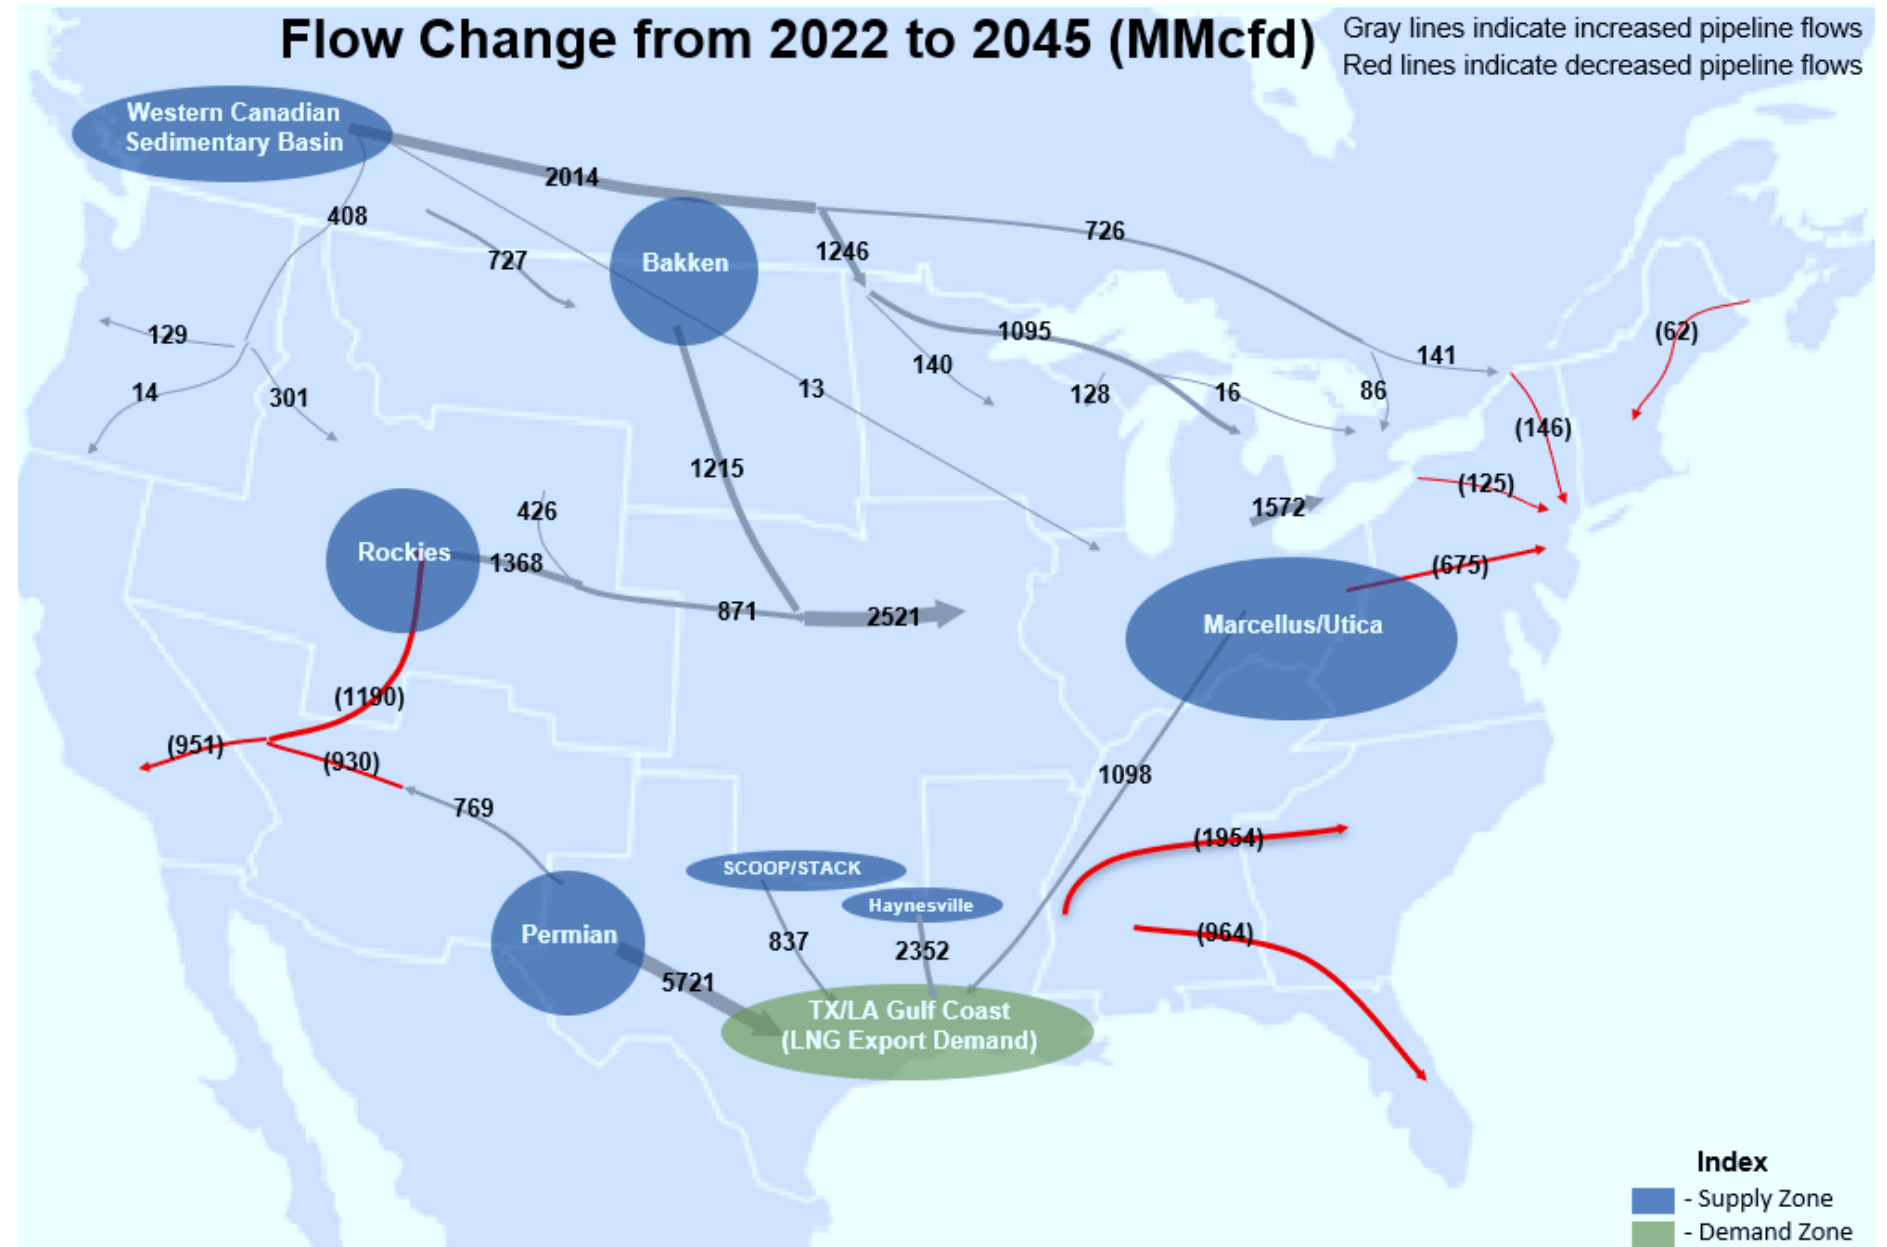 Flow Change from 2022 to 2045 (MMcfd)
Gray lines indicate increased pipeline flows
Red lines indicate decreased pipeline flows
Western Canadian
Sedimentary Basin
2014
408
727
Bakken
1246
726
129
14
301
13
140
1095
128
16
86
141
(62)
(146)
(125)
1215
426
1572
Rockies
1368
871
2521
(675)
Marcellus/Utica
(1190)
(951)
(930)
769
1098
(1954)
SCOOP/STACK
Haynesville
Permian
837
2352
(964)
5721
TX/LA Gulf Coast
(LNG Export Demand)
Index
- Supply Zone
- Demand Zone